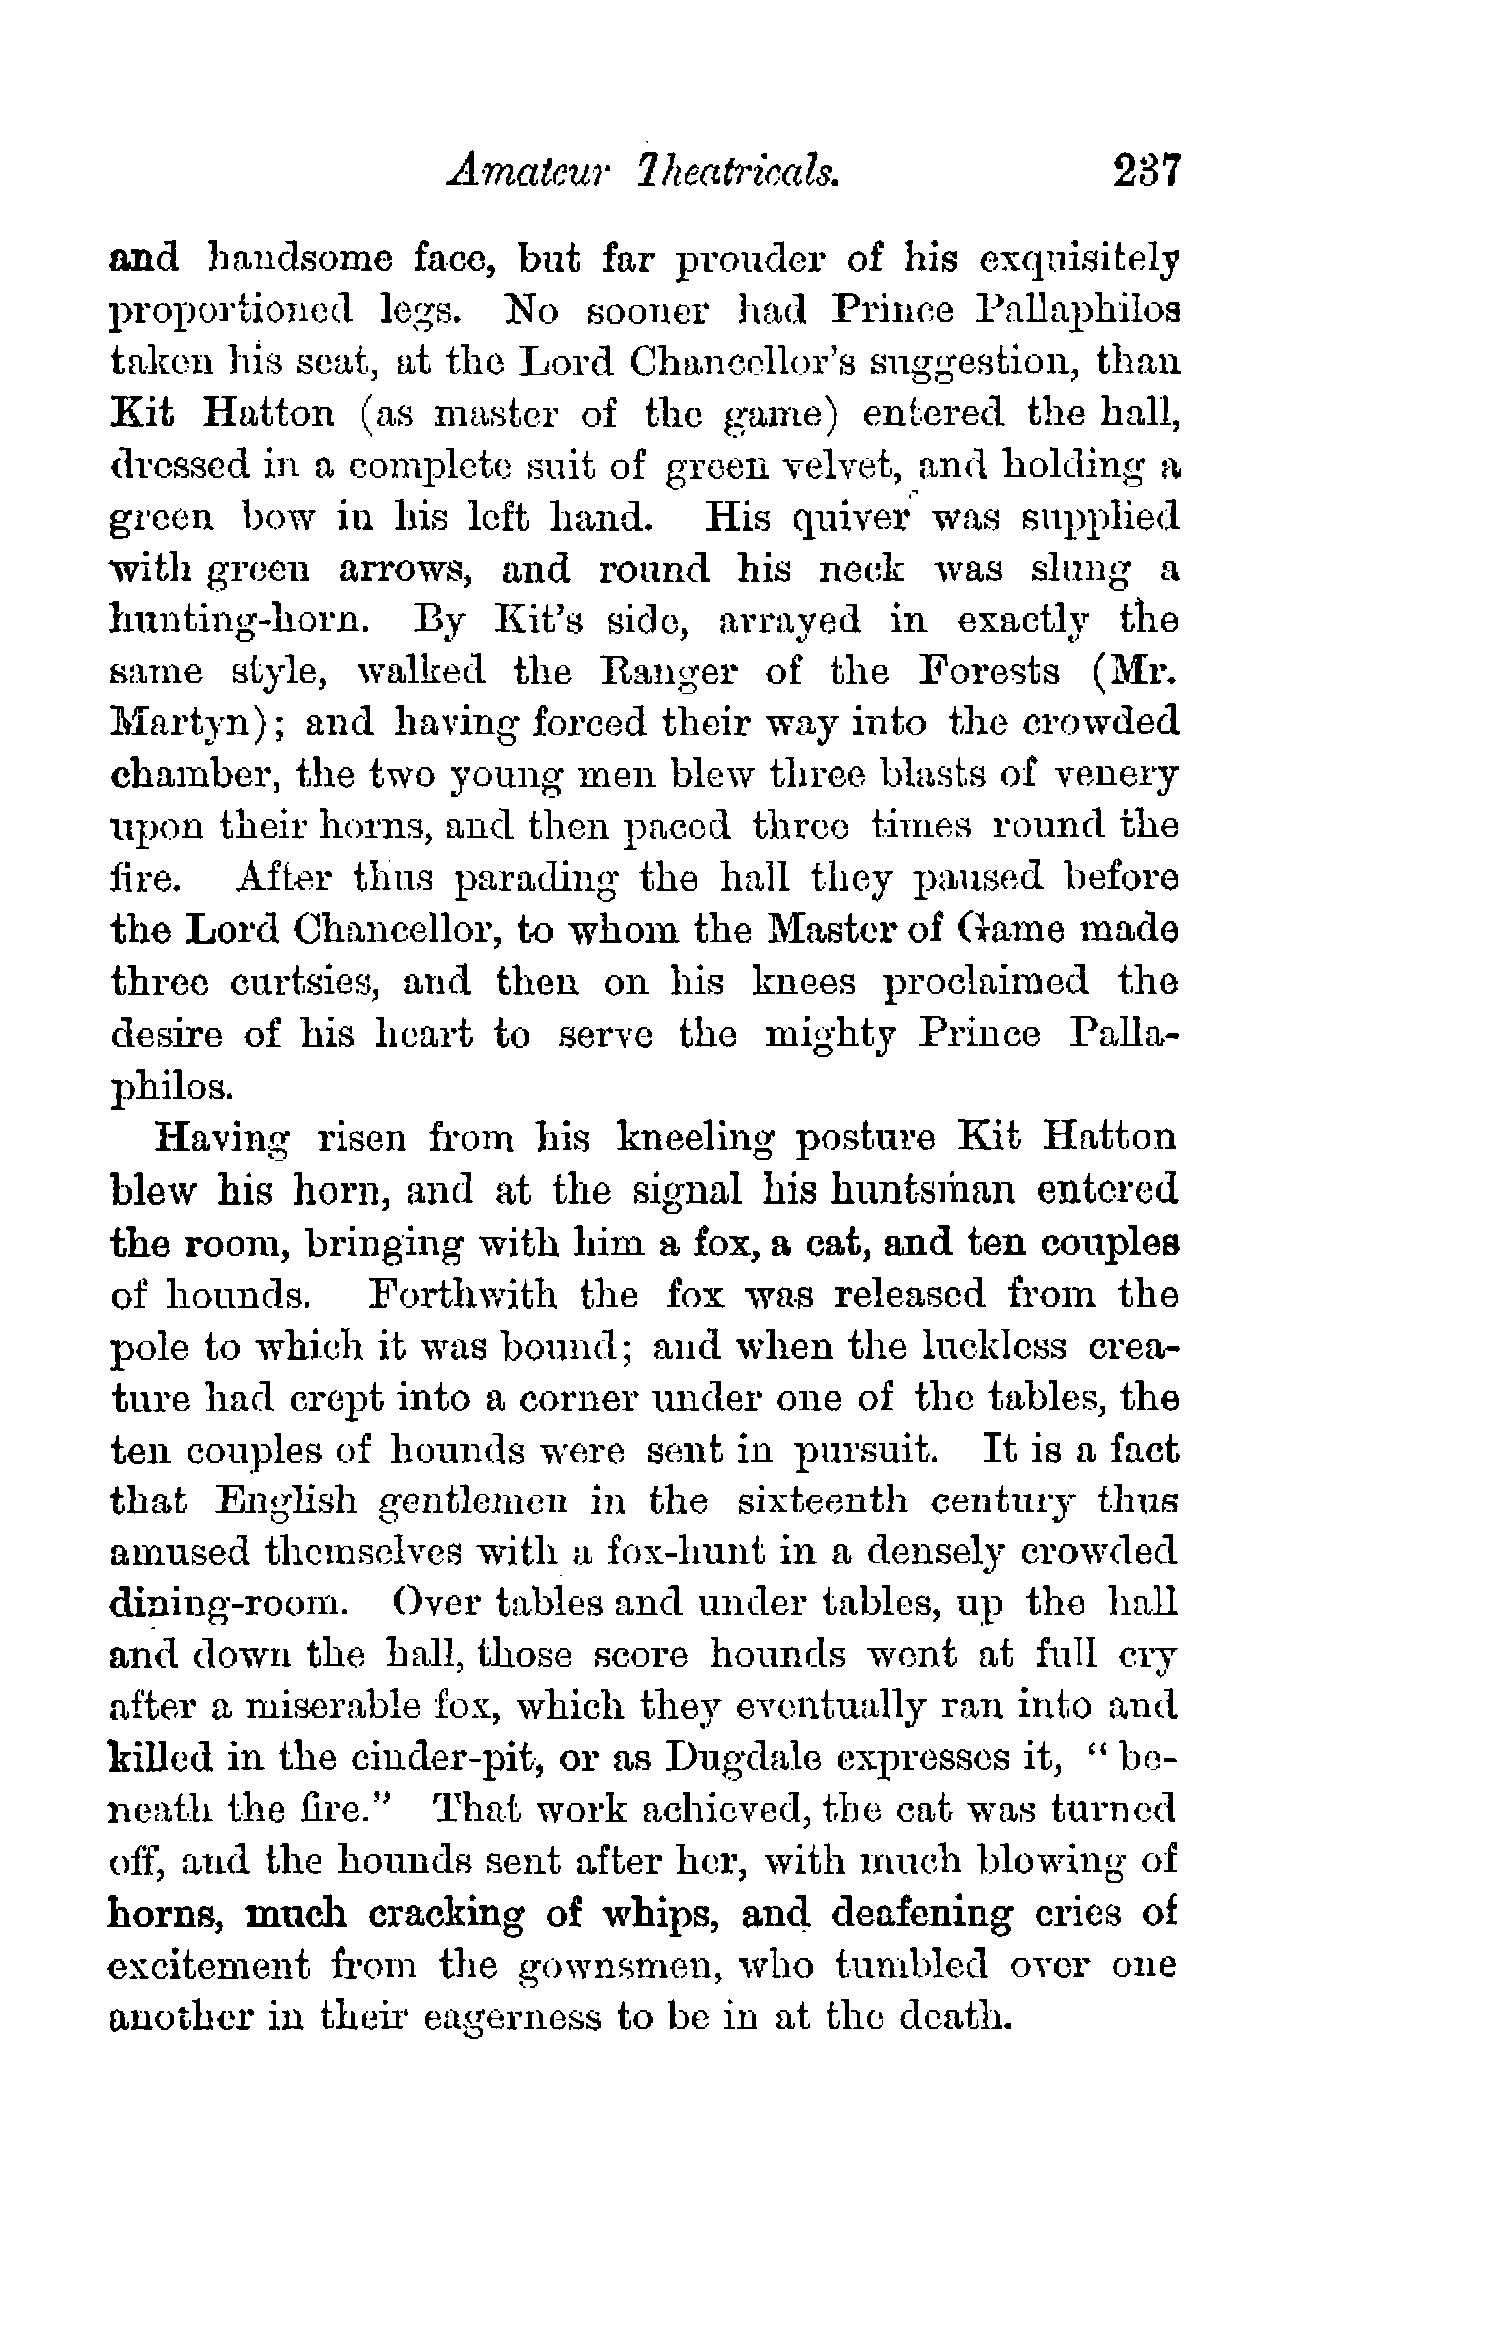 Amateur Theatricals. 237
and handsome face, but far prouder of his exquisitely
proportioned legs. No sooner had Prince Pallaphilos
taken his seat, at the Lord Chancellor's suggestion, than
Kit Hatton (as master of the game) entered the hall,
dressed in a complete suit of green velvet, and holding a
green bow in his left hand. His quiver was supplied
with green arrows, and round his neck was slung a
hunting-horn. By Kit's side, arrayed in exactly the
same style, walked the Ranger of the Forests (Mr.
Martyn); and having forced their way into the crowded
chamber, the two young men blew three blasts of venery
upon their horns, and then paced three times round the
fire. After thus parading the hall they paused before
the Lord Chancellor, to whom the Master of Game made
three curtsies, and then on his knees proclaimed the
desire of his heart to serve the mighty Prince Palla-
philos.
Having risen from his kneeling posture Kit Hatton
blew his horn, and at the signal his huntsman entered
the room, bringing with him a fox, a cat, and ten couples
of hounds. Forthwith the fox was released from the
pole to which it was bound; and when the luckless crea-
ture had crept into a corner under one of the tables, the
ten couples of hounds were sent in pursuit. It is a fact
that English gentlemen in the sixteenth century thus
amused themselves with a fox-hunt in a densely crowded
dining-room. Over tables and under tables, up the hall
and down the hall, those score hounds went at full cry
after a miserable fox, which they eventually ran into and
killed in the cinder-pit, or as Dugdale expresses it, "be-
neath the fire." That work achieved, the cat was turned
off, and the hounds sent after her, with much blowing of
horns, much cracking of whips, and deafening cries of
excitement from the gownsmen, who tumbled over one
another in their eagerness to be in at the death.